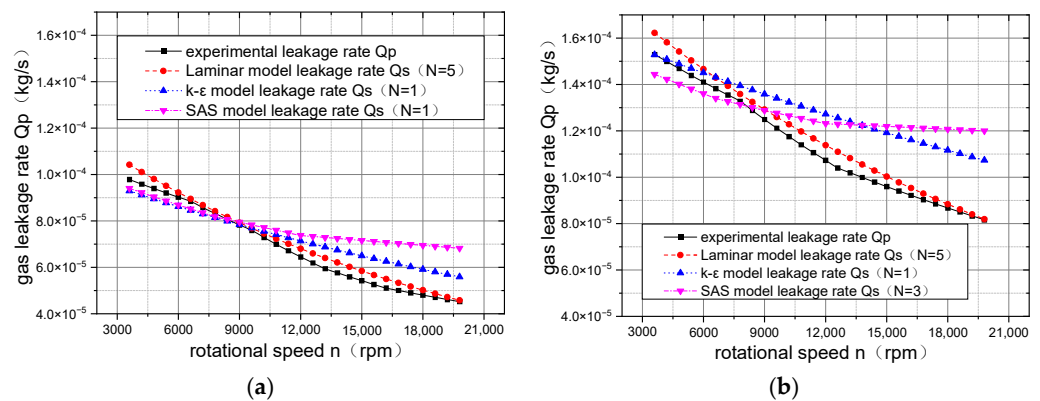 1.6×10⁻⁴
1.4×10⁻⁴
1.2×10⁻⁴
1.0×10⁻⁴
8.0×10⁻⁵
6.0×10⁻⁵
4.0×10⁻⁵
gas leakage rate Qp（kg/s）
experimental leakage rate Qp
Laminar model leakage rate Qs（N=5）
k-ε model leakage rate Qs（N=1）
SAS model leakage rate Qs（N=1）
3000 6000 9000 12,000 15,000 18,000 21,000
rotational speed n（rpm）
(a)
1.6×10⁻⁴
1.4×10⁻⁴
1.2×10⁻⁴
1.0×10⁻⁴
8.0×10⁻⁵
6.0×10⁻⁵
4.0×10⁻⁵
gas leakage rate Qp（kg/s）
experimental leakage rate Qp
Laminar model leakage rate Qs（N=5）
k-ε model leakage rate Qs（N=1）
SAS model leakage rate Qs（N=3）
3000 6000 9000 12,000 15,000 18,000 21,000
rotational speed n（rpm）
(b)